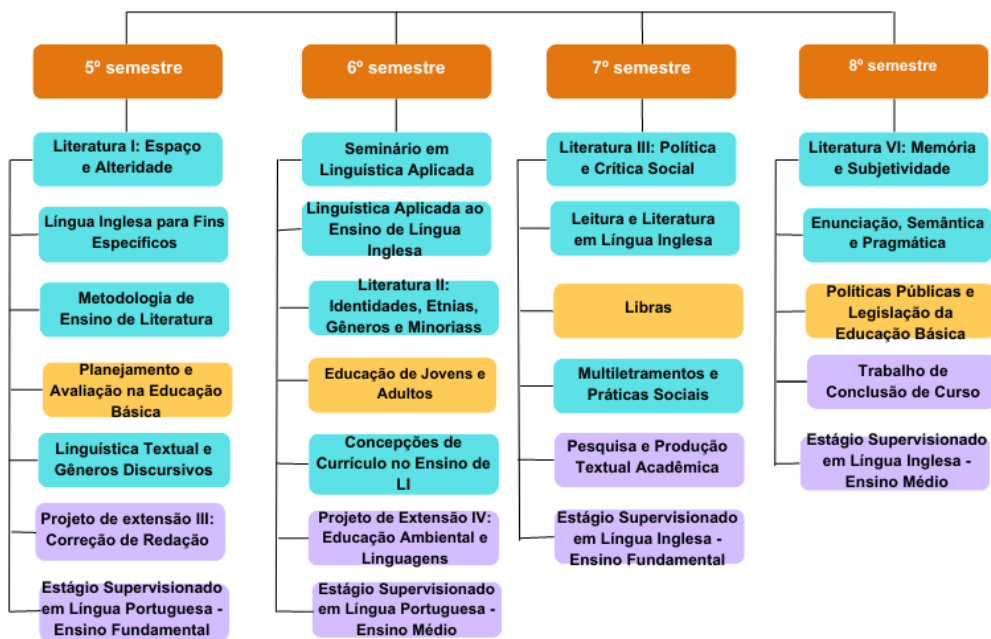 5º semestre
Literatura I: Espaço
e Alteridade
Língua Inglesa para Fins
Específicos
Metodologia de
Ensino de Literatura
Planejamento e
Avaliação na Educação
Básica
Linguística Textual e
Gêneros Discursivos
Projeto de extensão III:
Correção de Redação
Estágio Supervisionado
em Língua Portuguesa -
Ensino Fundamental
6º semestre
Seminário em
Linguística Aplicada
Linguística Aplicada ao
Ensino de Língua
Inglesa
Literatura II:
Identidades, Etnias,
Gêneros e Minoriass
Educação de Jovens e
Adultos
Concepções de
Currículo no Ensino de
LI
Projeto de Extensão IV:
Educação Ambiental e
Linguagens
Estágio Supervisionado
em Língua Portuguesa -
Ensino Médio
7º semestre
Literatura III: Política
e Crítica Social
Leitura e Literatura
em Língua Inglesa
Libras
Multiletramentos e
Práticas Sociais
Pesquisa e Produção
Textual Acadêmica
Estágio Supervisionado
em Língua Inglesa -
Ensino Fundamental
8º semestre
Literatura VI: Memória
e Subjetividade
Enunciação, Semântica
e Pragmática
Políticas Públicas e
Legislação da
Educação Básica
Trabalho de
Conclusão de Curso
Estágio Supervisionado
em Língua Inglesa -
Ensino Médio